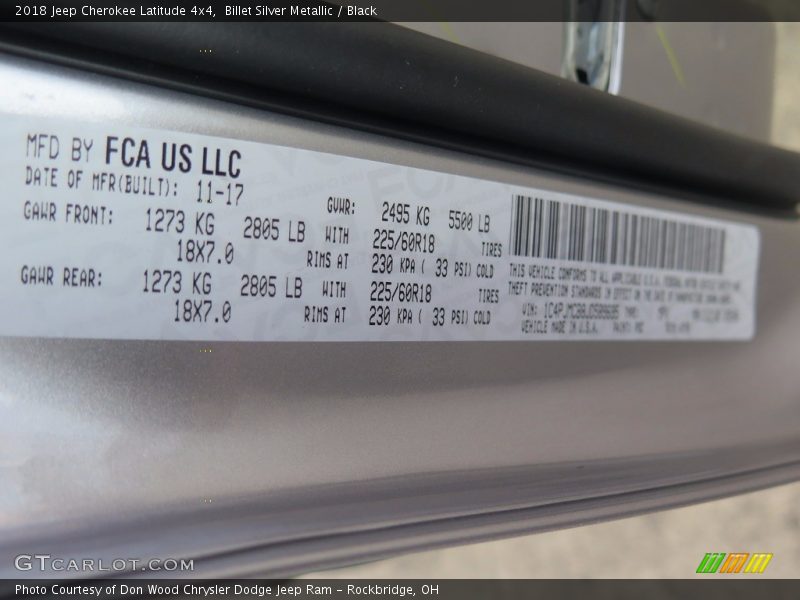 2018 Jeep Cherokee Latitude 4x4, Billet Silver Metallic / Black
MFD BY FCA US LLC
DATE OF MFR(BUILT): 11-17
GVWR: 2495 KG 5500 LB
GAWR FRONT: 1273 KG 2805 LB WITH 225/60R18 TIRES
18X7.0 RIMS AT 230 KPA ( 33 PSI) COLD
GAWR REAR: 1273 KG 2805 LB WITH 225/60R18 TIRES
18X7.0 RIMS AT 230 KPA ( 33 PSI) COLD
THIS VEHICLE CONFORMS TO ALL APPLICABLE U.S.A. FEDERAL MOTOR VEHICLE SAFETY AND
THEFT PREVENTION STANDARDS IN EFFECT ON THE DATE OF MANUFACTURE SHOWN ABOVE.
VIN:
VEHICLE MADE IN U.S.A. PAINT:
GTCARLOT.COM
Photo Courtesy of Don Wood Chrysler Dodge Jeep Ram – Rockbridge, OH